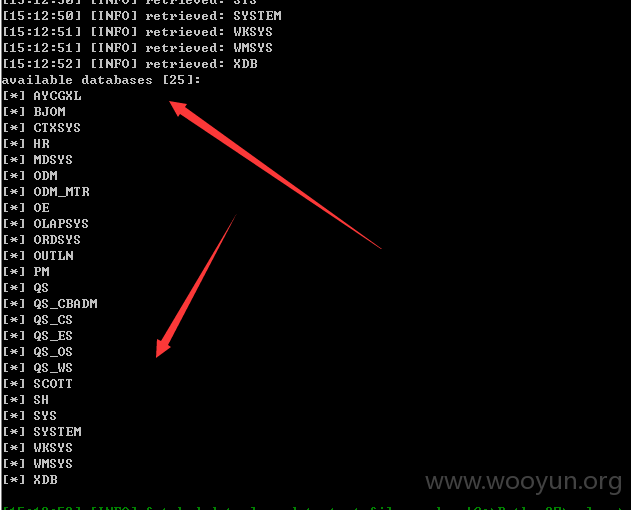 [15:12:50] [INFO] retrieved: SYS
[15:12:50] [INFO] retrieved: SYSTEM
[15:12:51] [INFO] retrieved: WKSYS
[15:12:51] [INFO] retrieved: WMSYS
[15:12:52] [INFO] retrieved: XDB
available databases [25]:
[*] AYCGXL
[*] BJOM
[*] CTXSYS
[*] HR
[*] MDSYS
[*] ODM
[*] ODM_MTR
[*] OE
[*] OLAPSYS
[*] ORDSYS
[*] OUTLN
[*] PM
[*] QS
[*] QS_CBADM
[*] QS_CS
[*] QS_ES
[*] QS_OS
[*] QS_WS
[*] SCOTT
[*] SH
[*] SYS
[*] SYSTEM
[*] WKSYS
[*] WMSYS
[*] XDB
www.wooyun.org